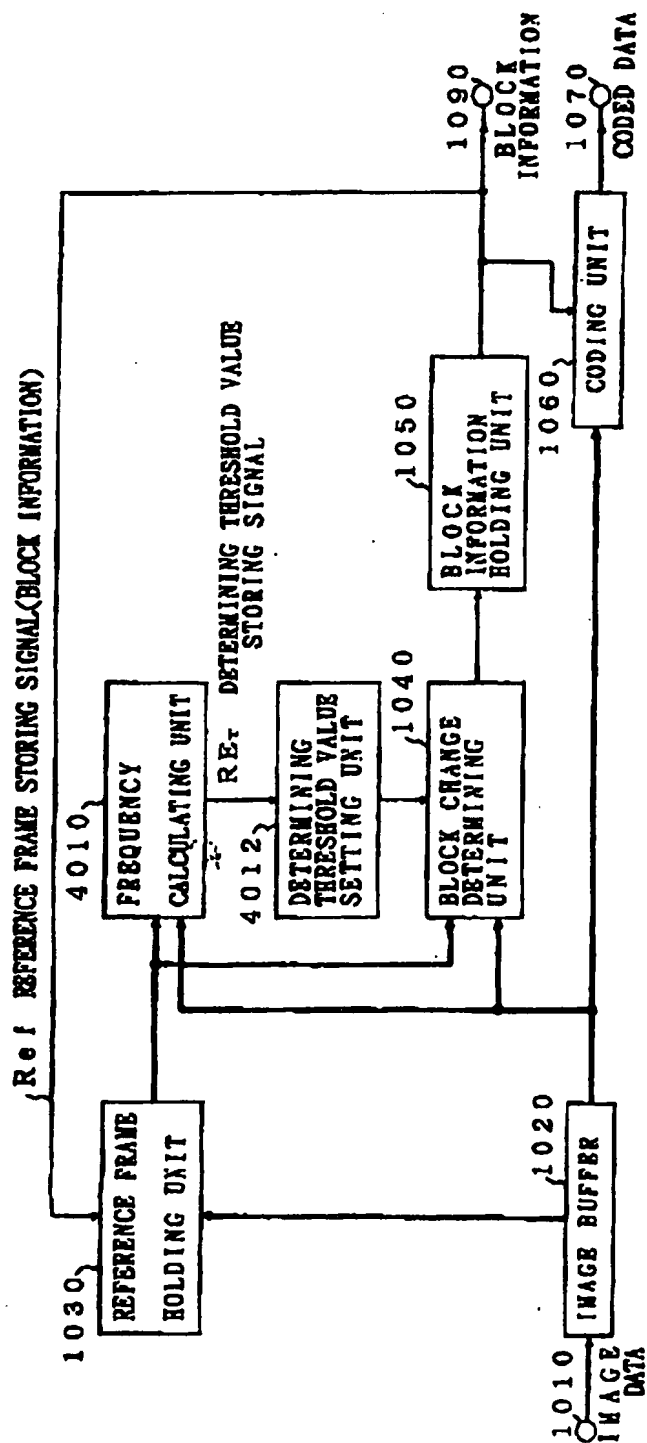 Ref REFERENCE FRAME STORING SIGNAL(BLOCK INFORMATION)
1030
REFERENCE FRAME
HOLDING UNIT
4010
FREQUENCY
CALCULATING UNIT
RET DETERMINING THRESHOLD VALUE
STORING SIGNAL
4012
DETERMINING
THRESHOLD VALUE
SETTING UNIT
1040
BLOCK CHANGE
DETERMINING
UNIT
1050
BLOCK
INFORMATION
HOLDING UNIT
1090
BLOCK
INFORMATION
1010
IMAGE
DATA
1020
IMAGE BUFFER
1060
CODING UNIT
1070
CODED DATA